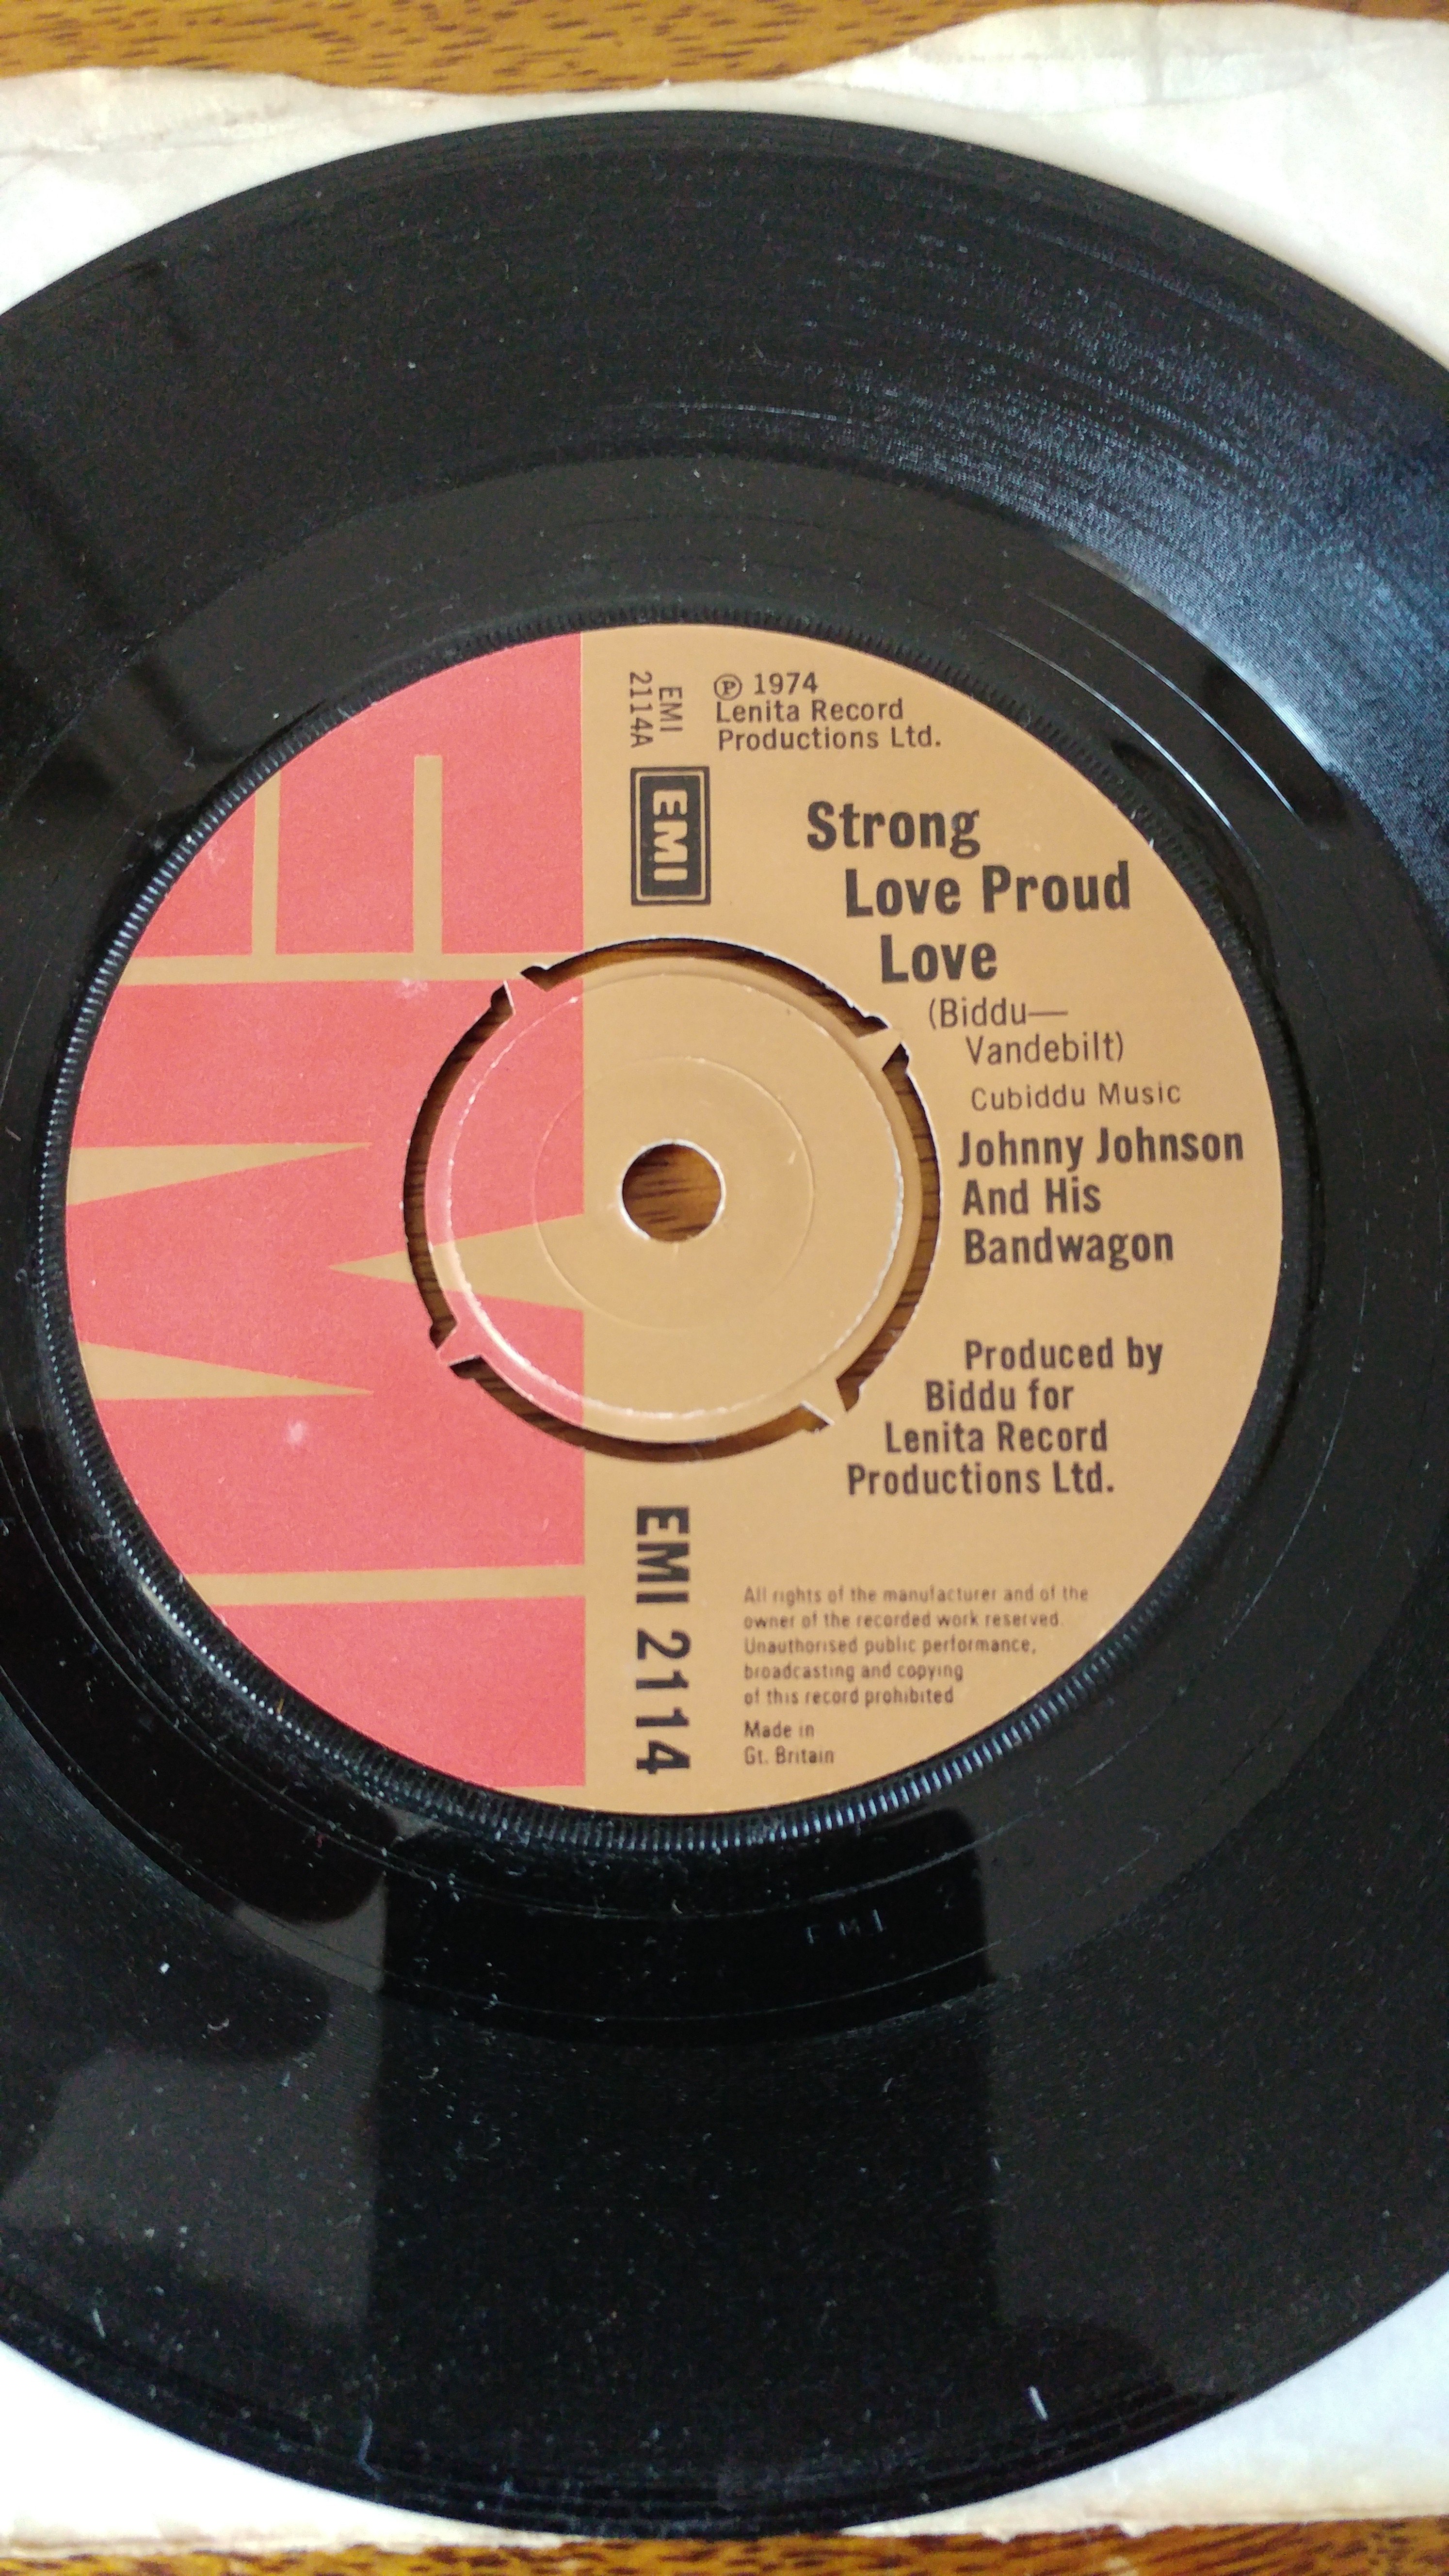 EMI
2114A
℗ 1974
Lenita Record
Productions Ltd.
EMI
Strong
Love Proud
Love
(Biddu—
Vandebilt)
Cubiddu Music
Johnny Johnson
And His
Bandwagon
Produced by
Biddu for
Lenita Record
Productions Ltd.
EMI 2114
All rights of the manufacturer and of the
owner of the recorded work reserved.
Unauthorised public performance,
broadcasting and copying
of this record prohibited
Made in
Gt. Britain
EMI
EMI